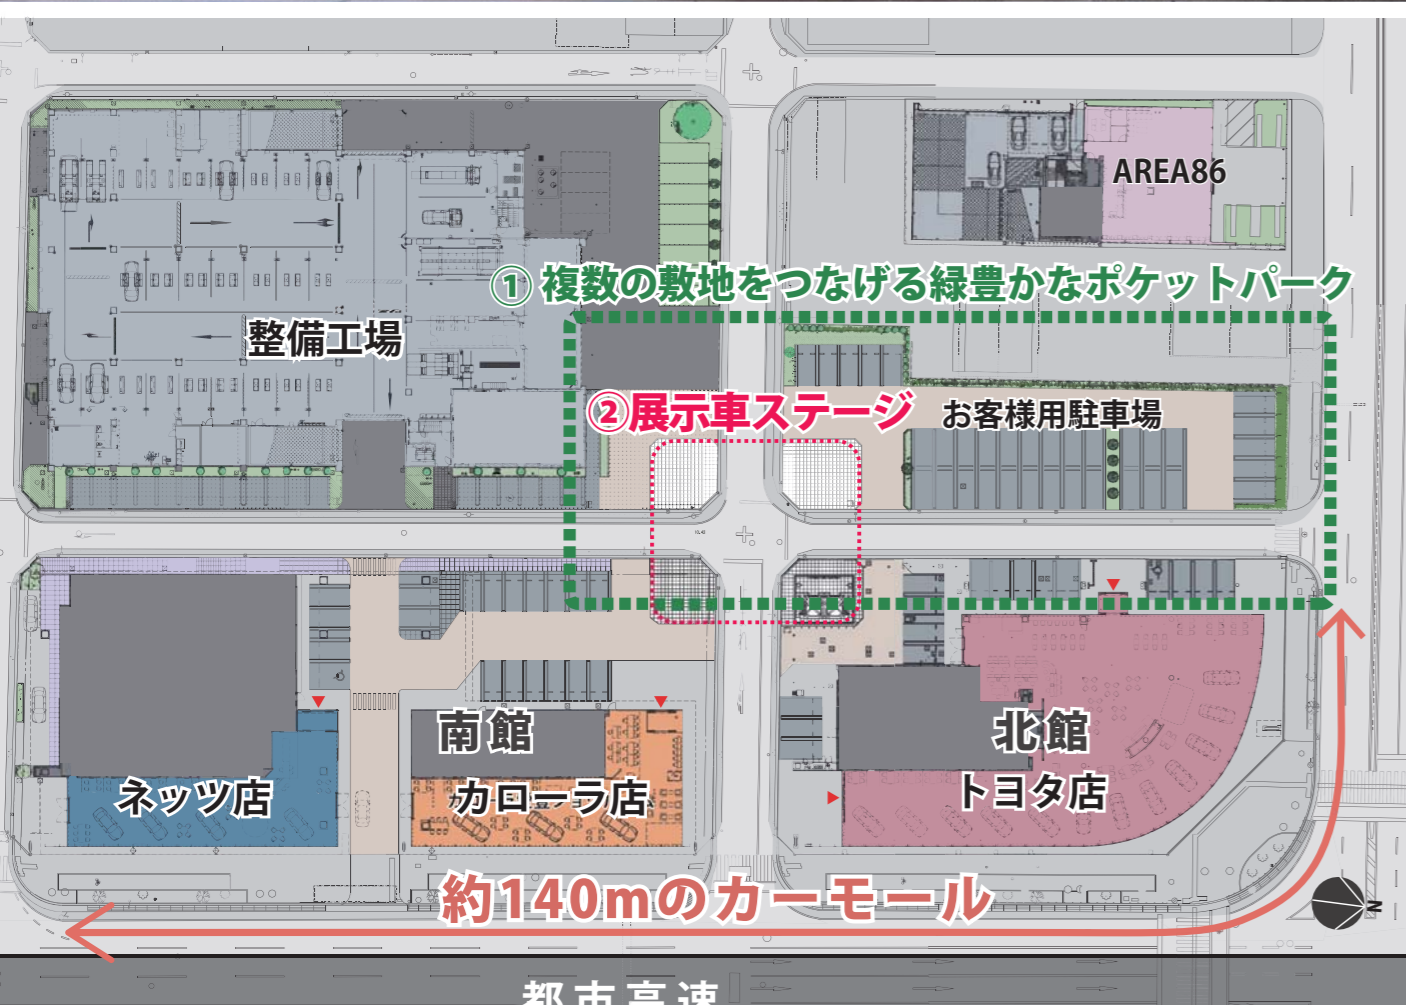 AREA86
① 複数の敷地をつなげる緑豊かなポケットパーク
整備工場
②展示車ステージ
お客様用駐車場
南館
北館
ネッツ店
カローラ店
トヨタ店
約140mのカーモール
N
都市高速